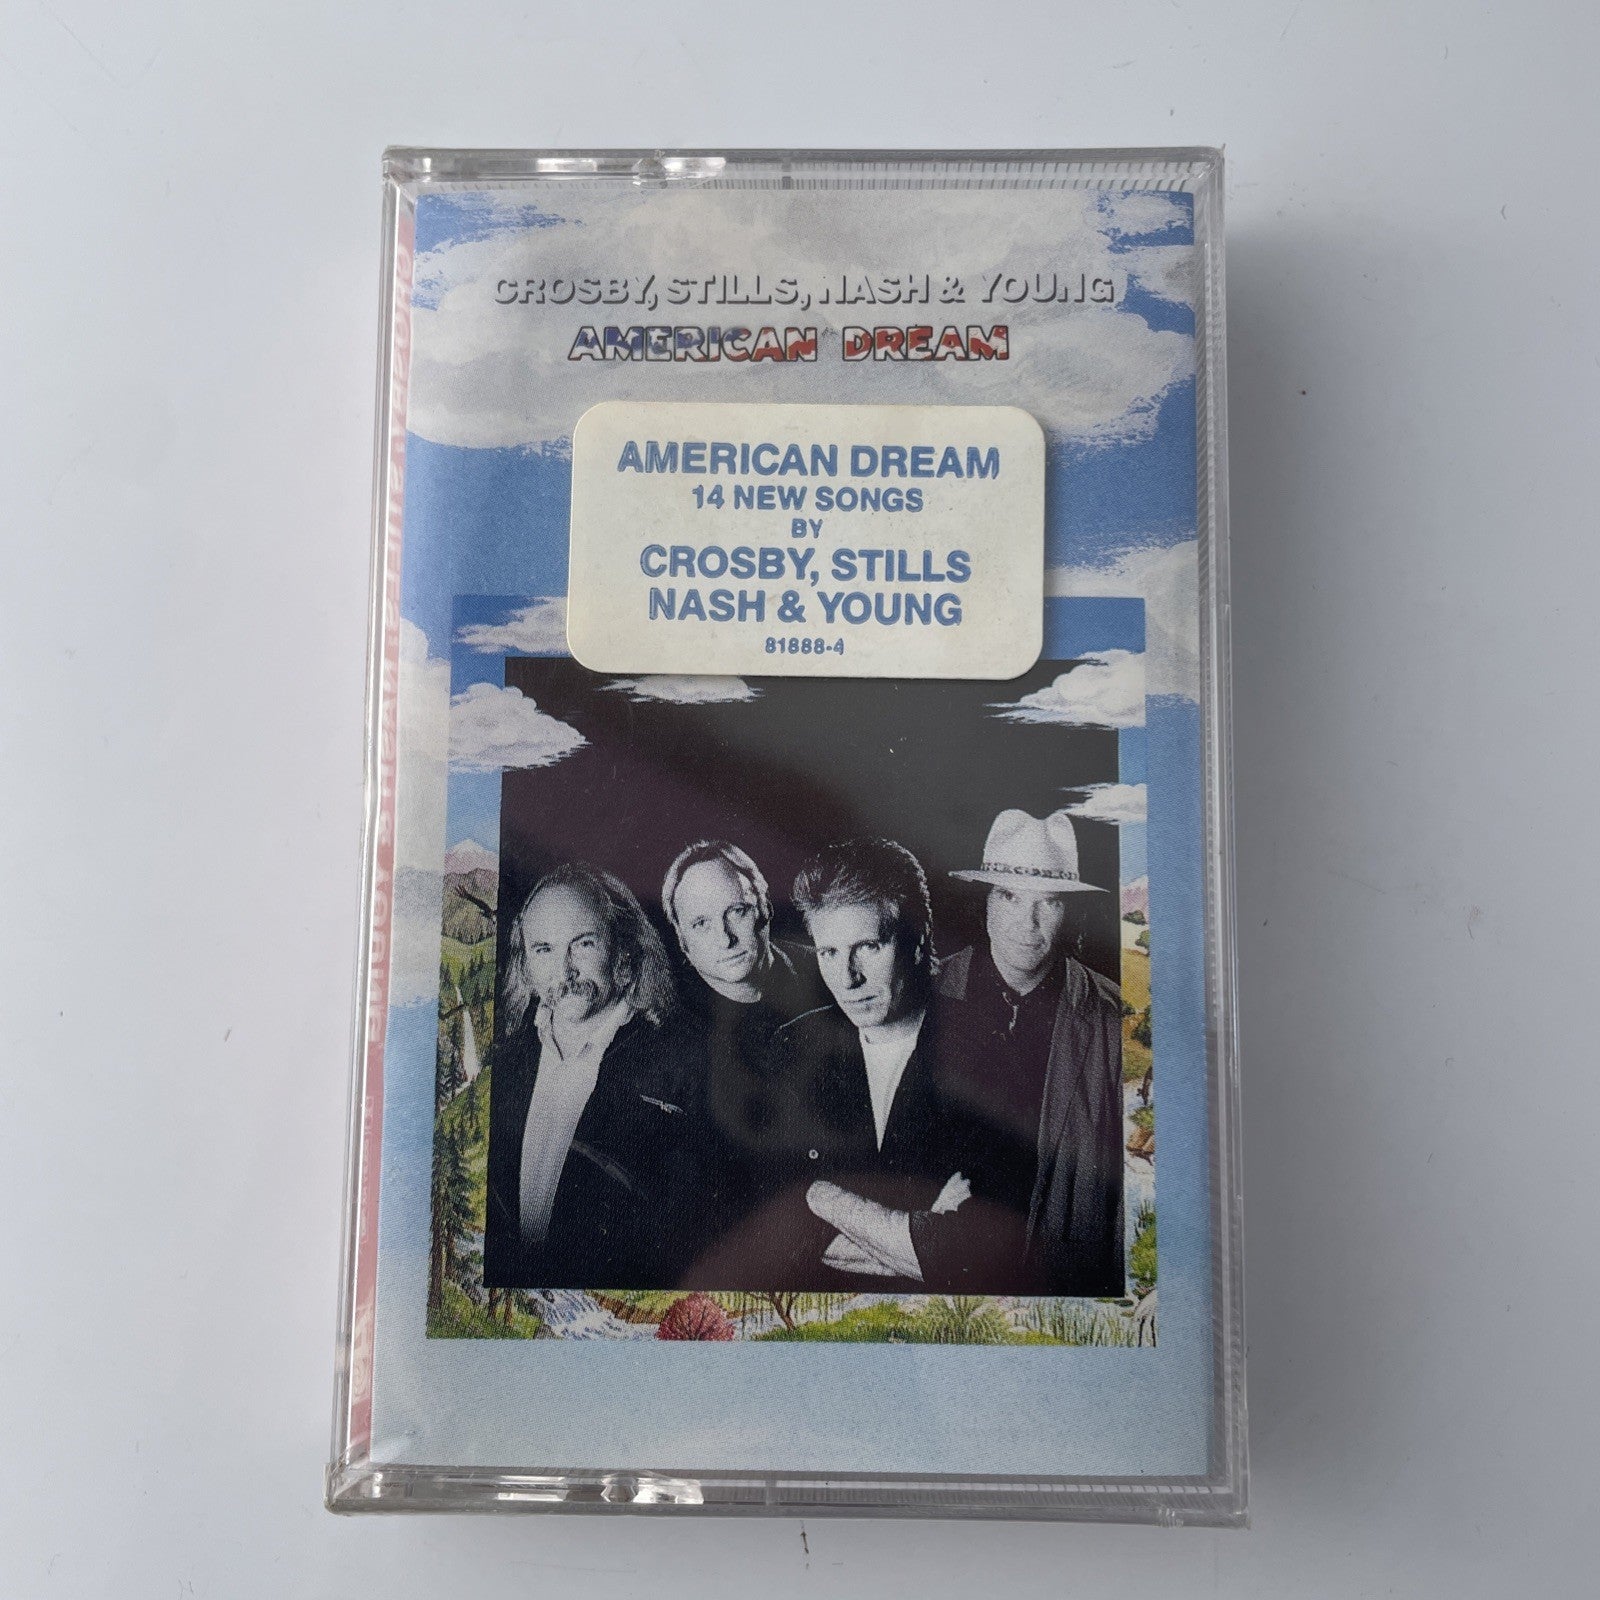 CROSBY, STILLS, NASH & YOUNG
AMERICAN DREAM
AMERICAN DREAM
14 NEW SONGS
BY
CROSBY, STILLS
NASH & YOUNG
81888-4